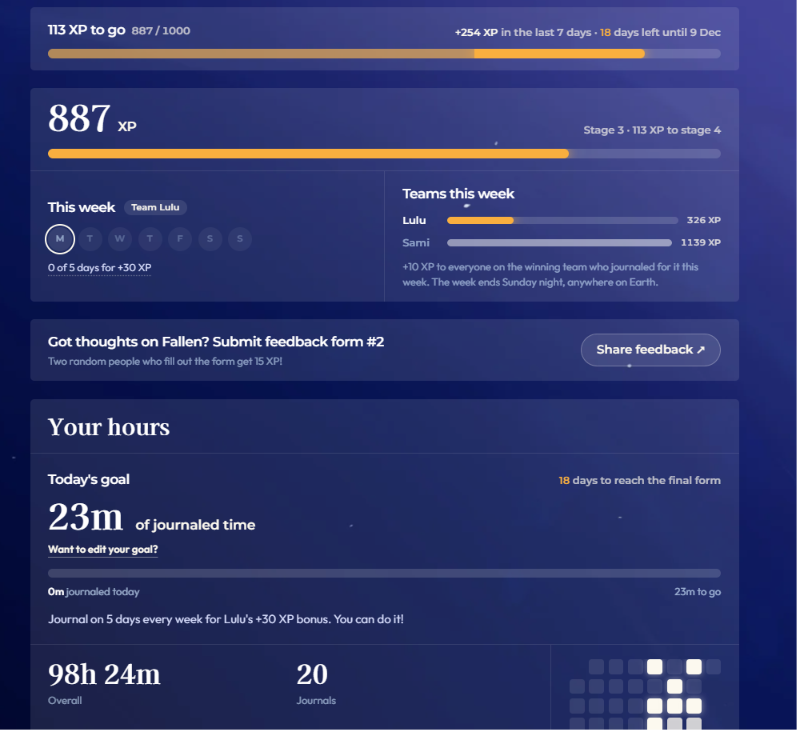 113 XP to go 887 / 1000
+254 XP in the last 7 days · 18 days left until 9 Dec
887 XP
Stage 3 · 113 XP to stage 4
This week Team Lulu
M T W T F S S
0 of 5 days for +30 XP
Teams this week
Lulu 326 XP
Sami 1139 XP
+10 XP to everyone on the winning team who journaled for it this
week. The week ends Sunday night, anywhere on Earth.
Got thoughts on Fallen? Submit feedback form #2
Two random people who fill out the form get 15 XP!
Share feedback ↗
Your hours
Today's goal
18 days to reach the final form
23m of journaled time
Want to edit your goal?
0m journaled today
23m to go
Journal on 5 days every week for Lulu's +30 XP bonus. You can do it!
98h 24m
Overall
20
Journals